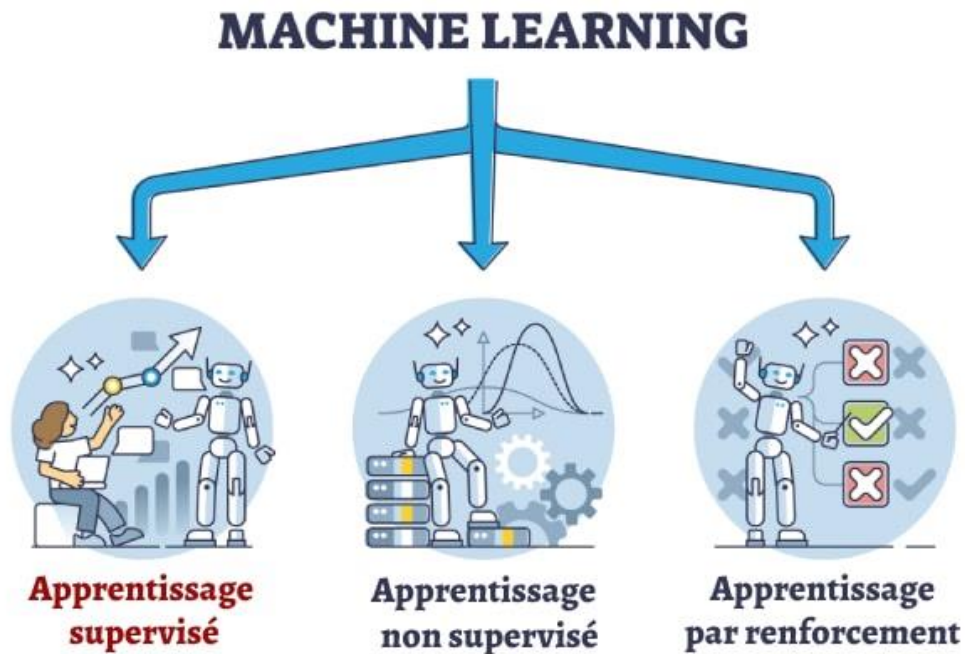 MACHINE LEARNING
Apprentissage
supervisé
Apprentissage
non supervisé
Apprentissage
par renforcement